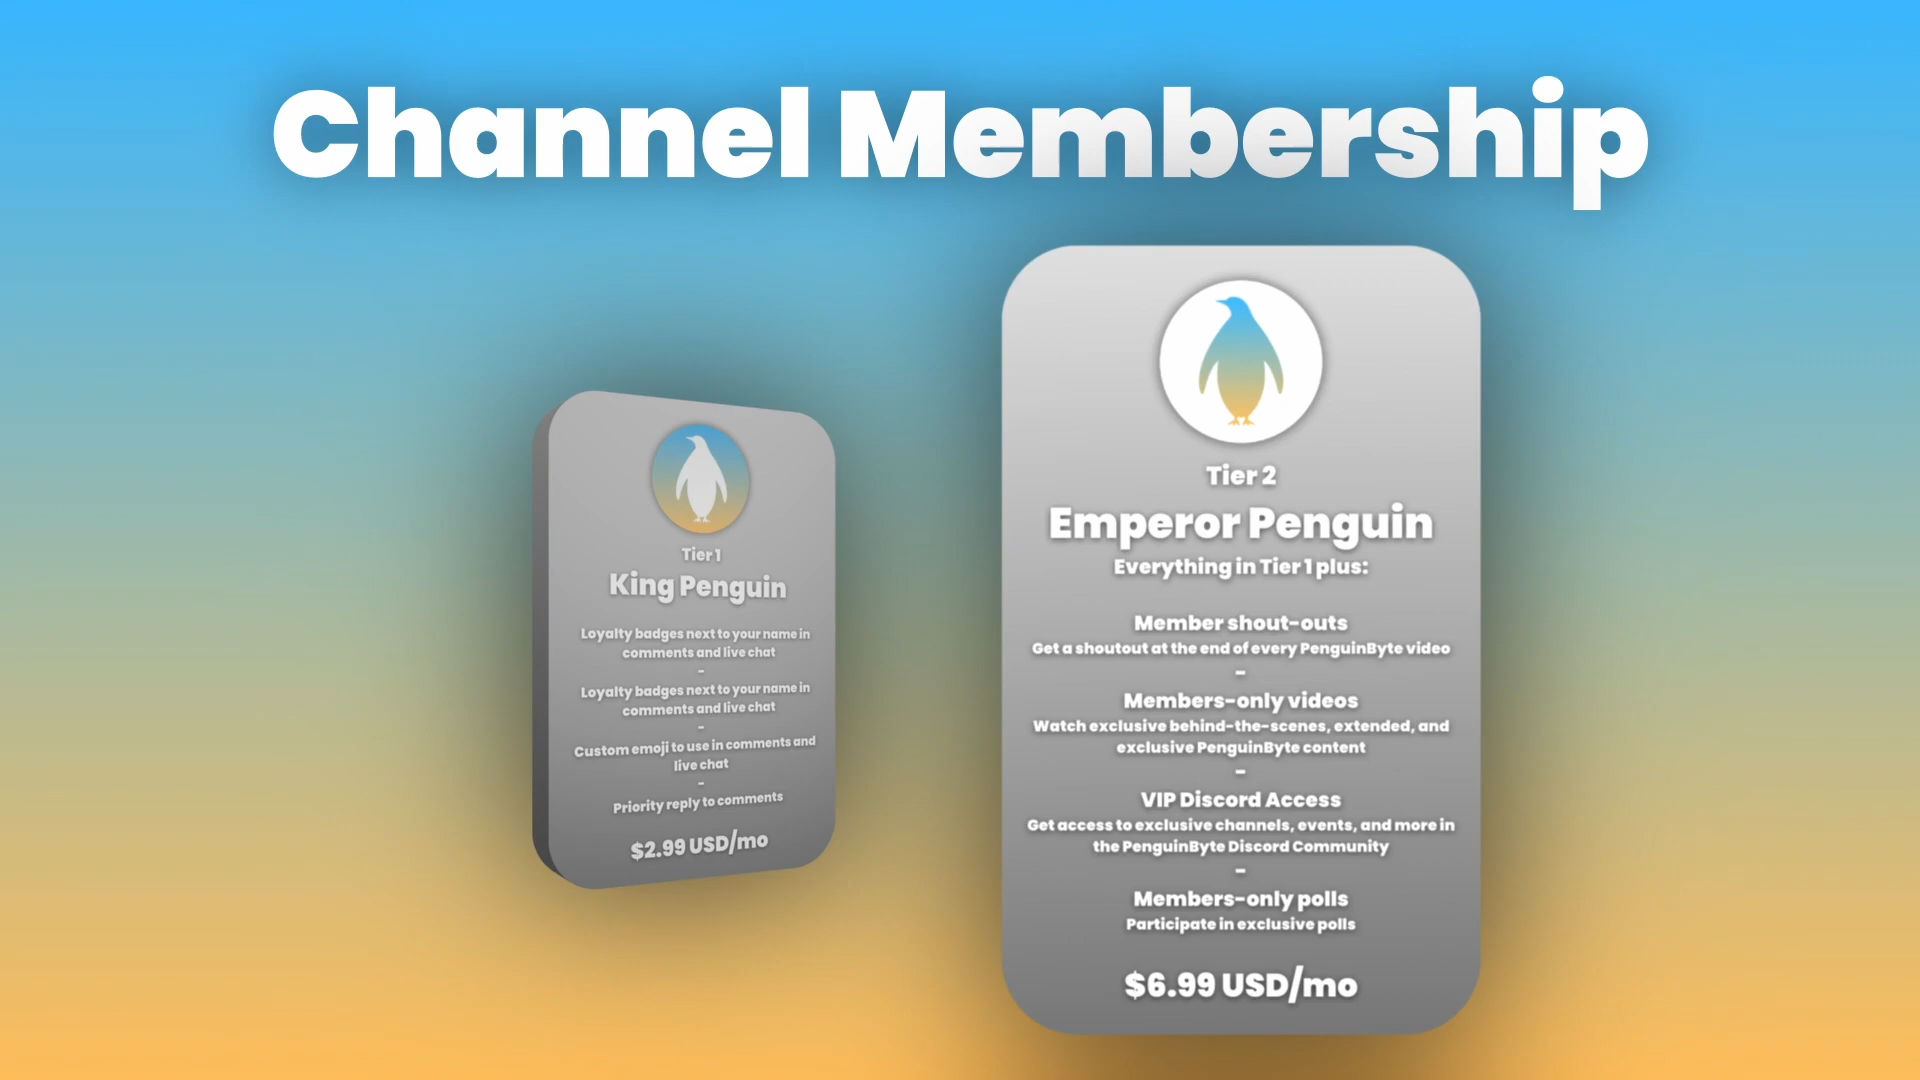 Channel Membership
Tier 1
King Penguin
Loyalty badges next to your name in
comments and live chat
-
Loyalty badges next to your name in
comments and live chat
-
Custom emoji to use in comments and
live chat
-
Priority reply to comments
$2.99 USD/mo
Tier 2
Emperor Penguin
Everything in Tier 1 plus:
Member shout-outs
Get a shoutout at the end of every PenguinByte video
-
Members-only videos
Watch exclusive behind-the-scenes, extended, and
exclusive PenguinByte content
-
VIP Discord Access
Get access to exclusive channels, events, and more in
the PenguinByte Discord Community
-
Members-only polls
Participate in exclusive polls
$6.99 USD/mo